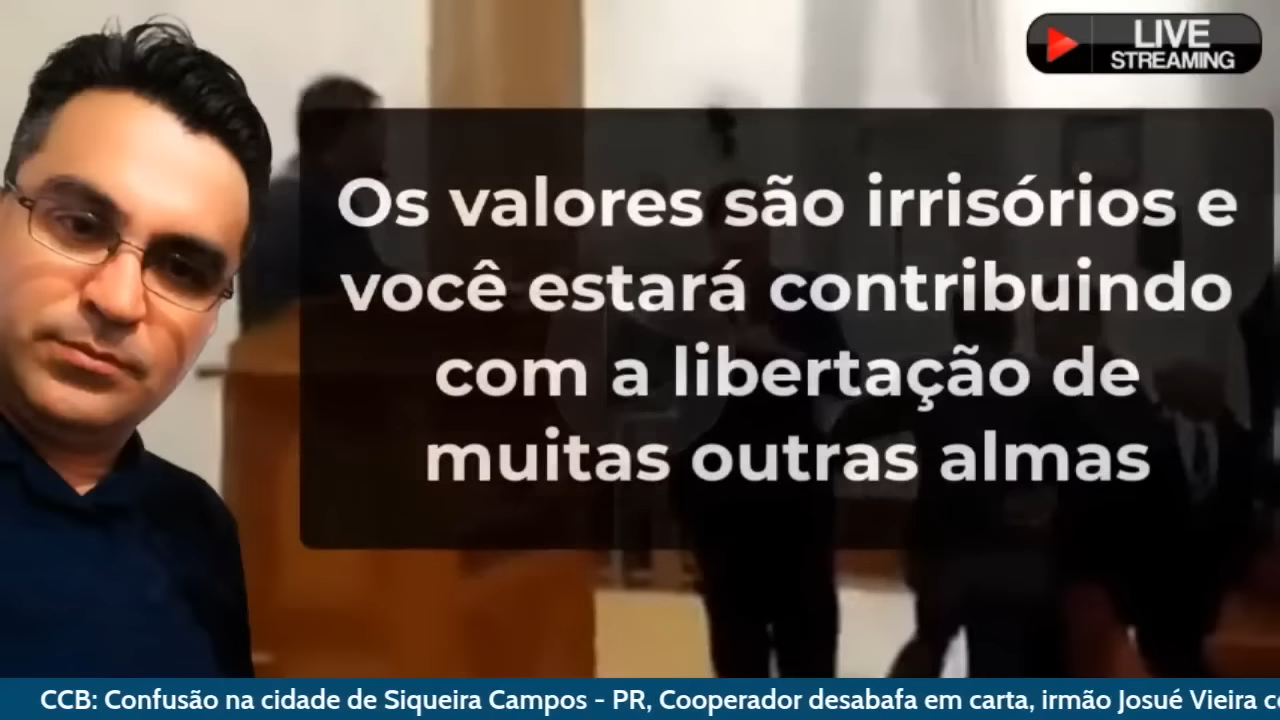 LIVE
STREAMING
Os valores são irrisórios e
você estará contribuindo
com a libertação de
muitas outras almas
CCB: Confusão na cidade de Siqueira Campos - PR, Cooperador desabafa em carta, irmão Josué Vieira